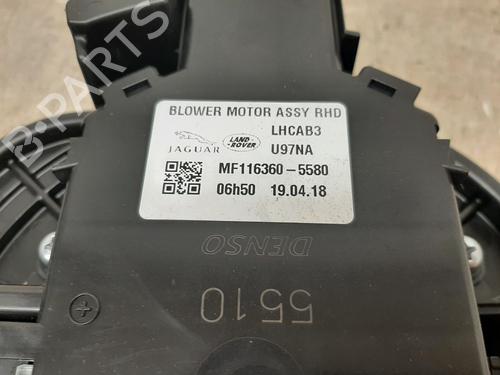 B-PARTS
BLOWER MOTOR ASSY RHD
LHCAB3
JAGUAR LAND ROVER U97NA
MF116360-5580
06h50 19.04.18
DENSO
5510